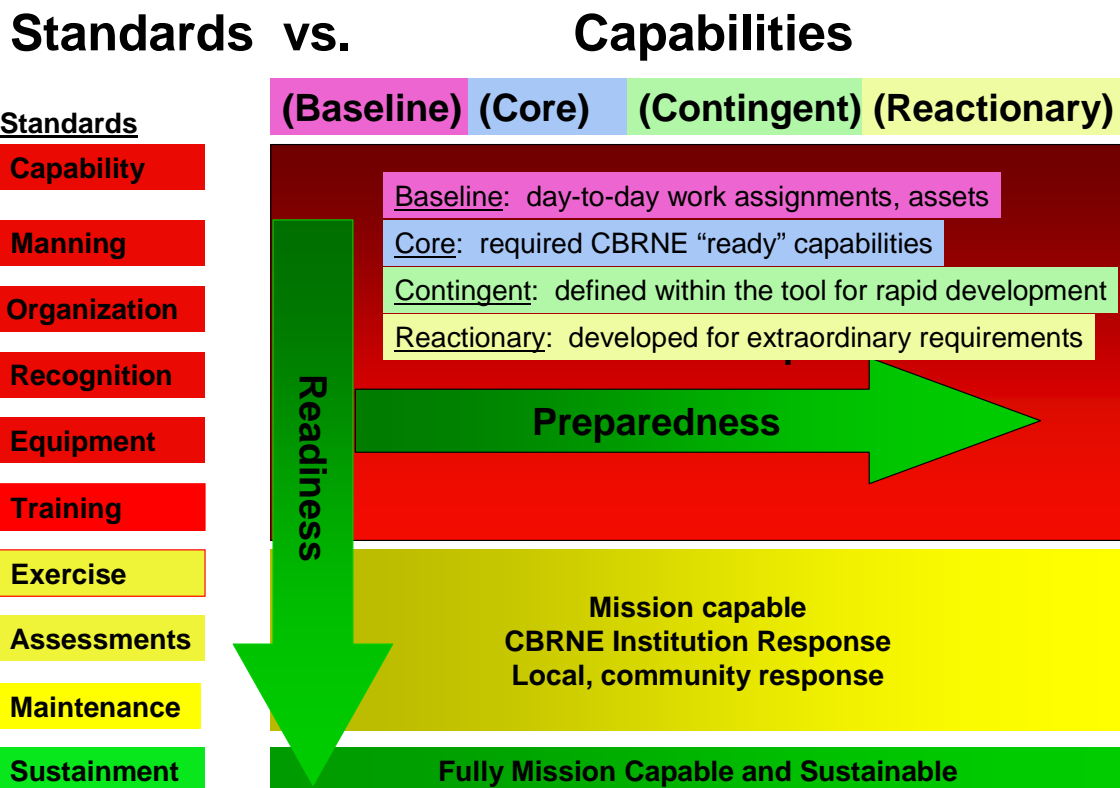 Standards vs. Capabilities
(Baseline) (Core) (Contingent) (Reactionary)
Standards
Capability
Manning
Organization
Recognition
Equipment
Training
Exercise
Assessments
Maintenance
Sustainment
Baseline: day-to-day work assignments, assets
Core: required CBRNE “ready” capabilities
Contingent: defined within the tool for rapid development
Reactionary: developed for extraordinary requirements
Readiness
Preparedness
Mission capable
CBRNE Institution Response
Local, community response
Fully Mission Capable and Sustainable